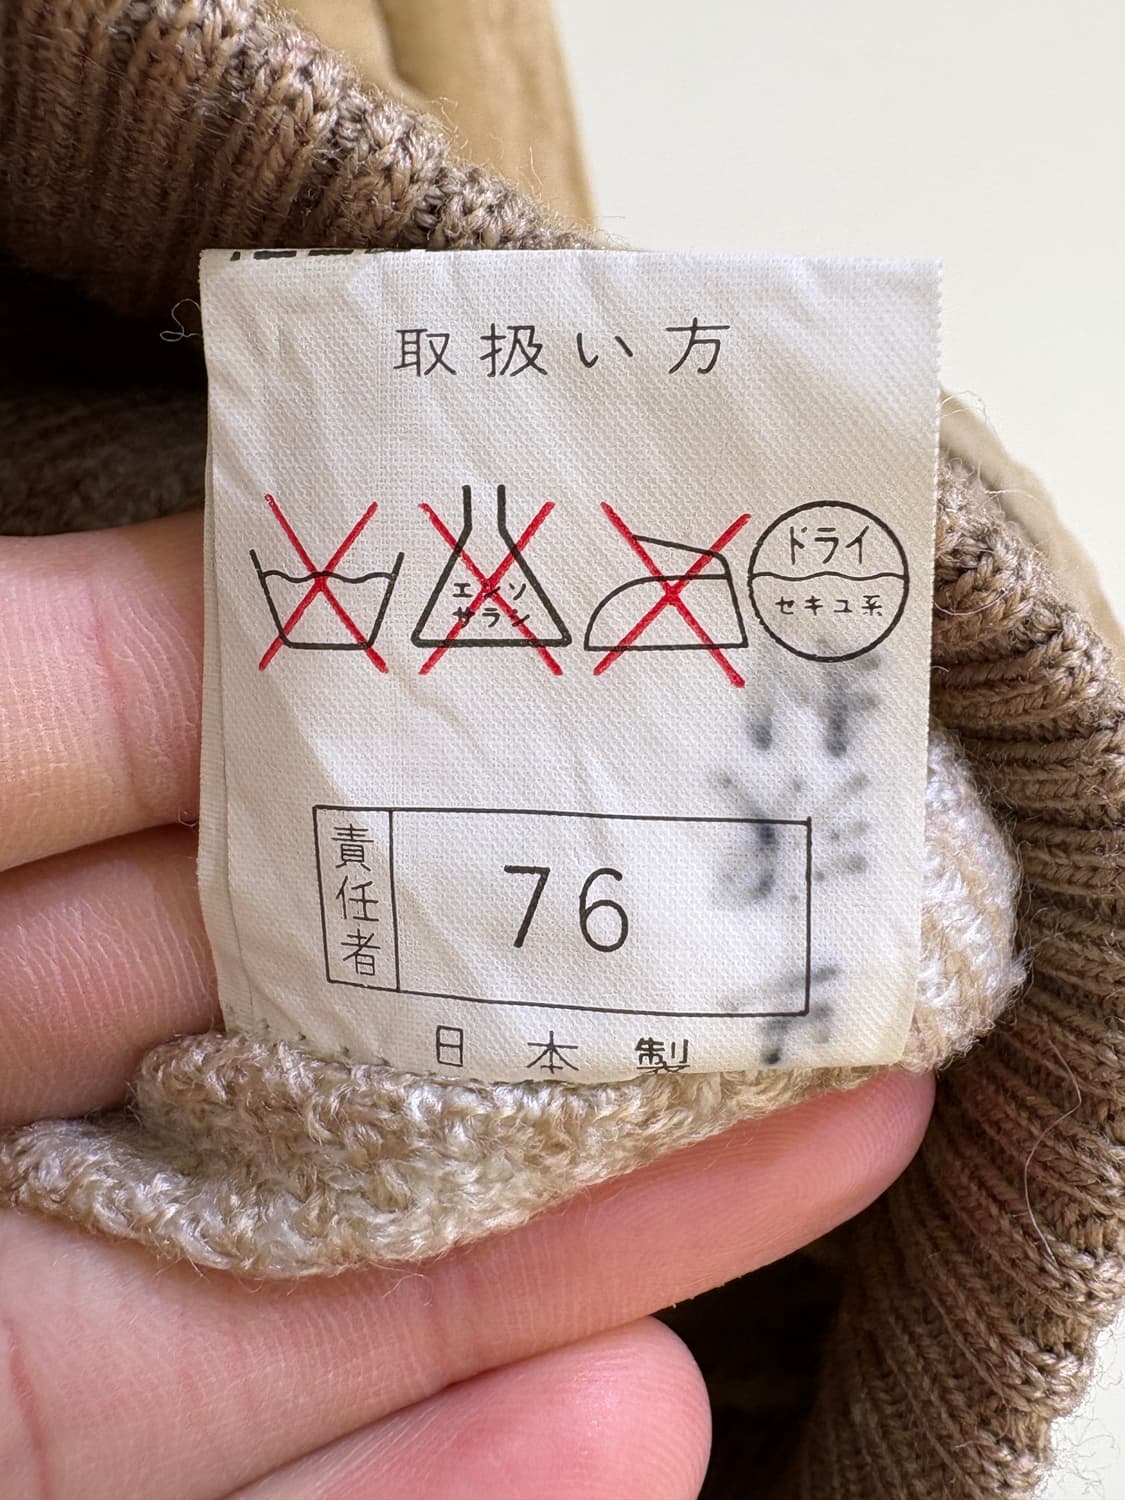 取扱い方
エンソ
サラシ
ドライ
セキユ系
責任者
76
日本製